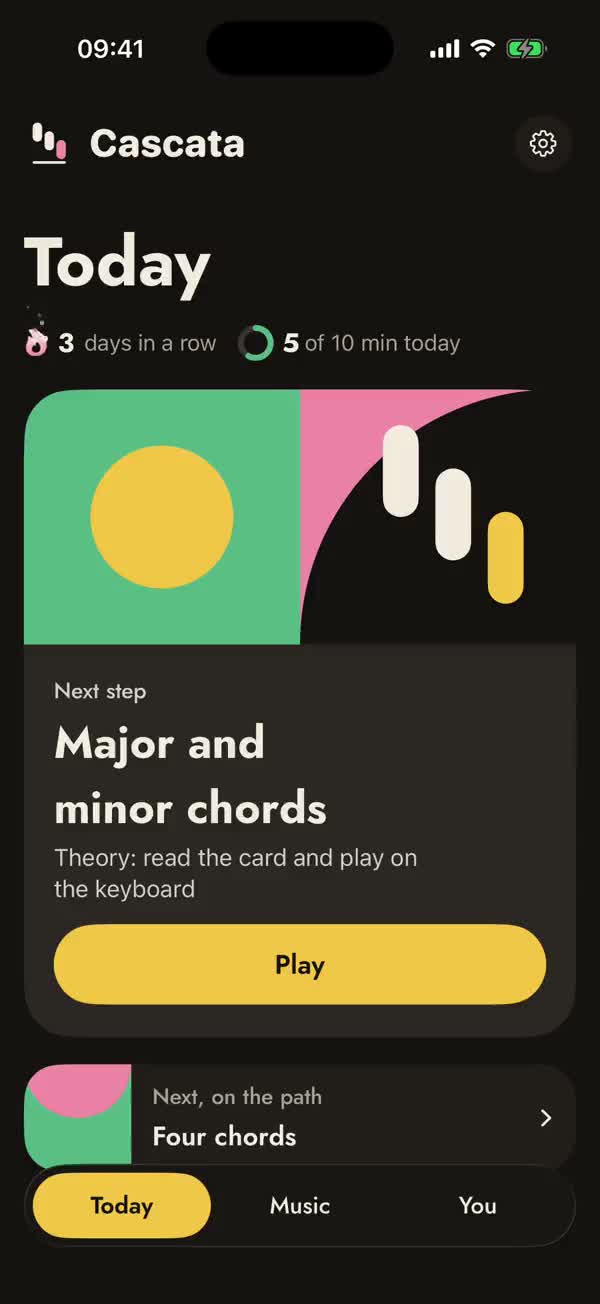 09:41
Cascata
Today
3 days in a row 5 of 10 min today
Next step
Major and
minor chords
Theory: read the card and play on
the keyboard
Play
Next, on the path
Four chords
Today Music You